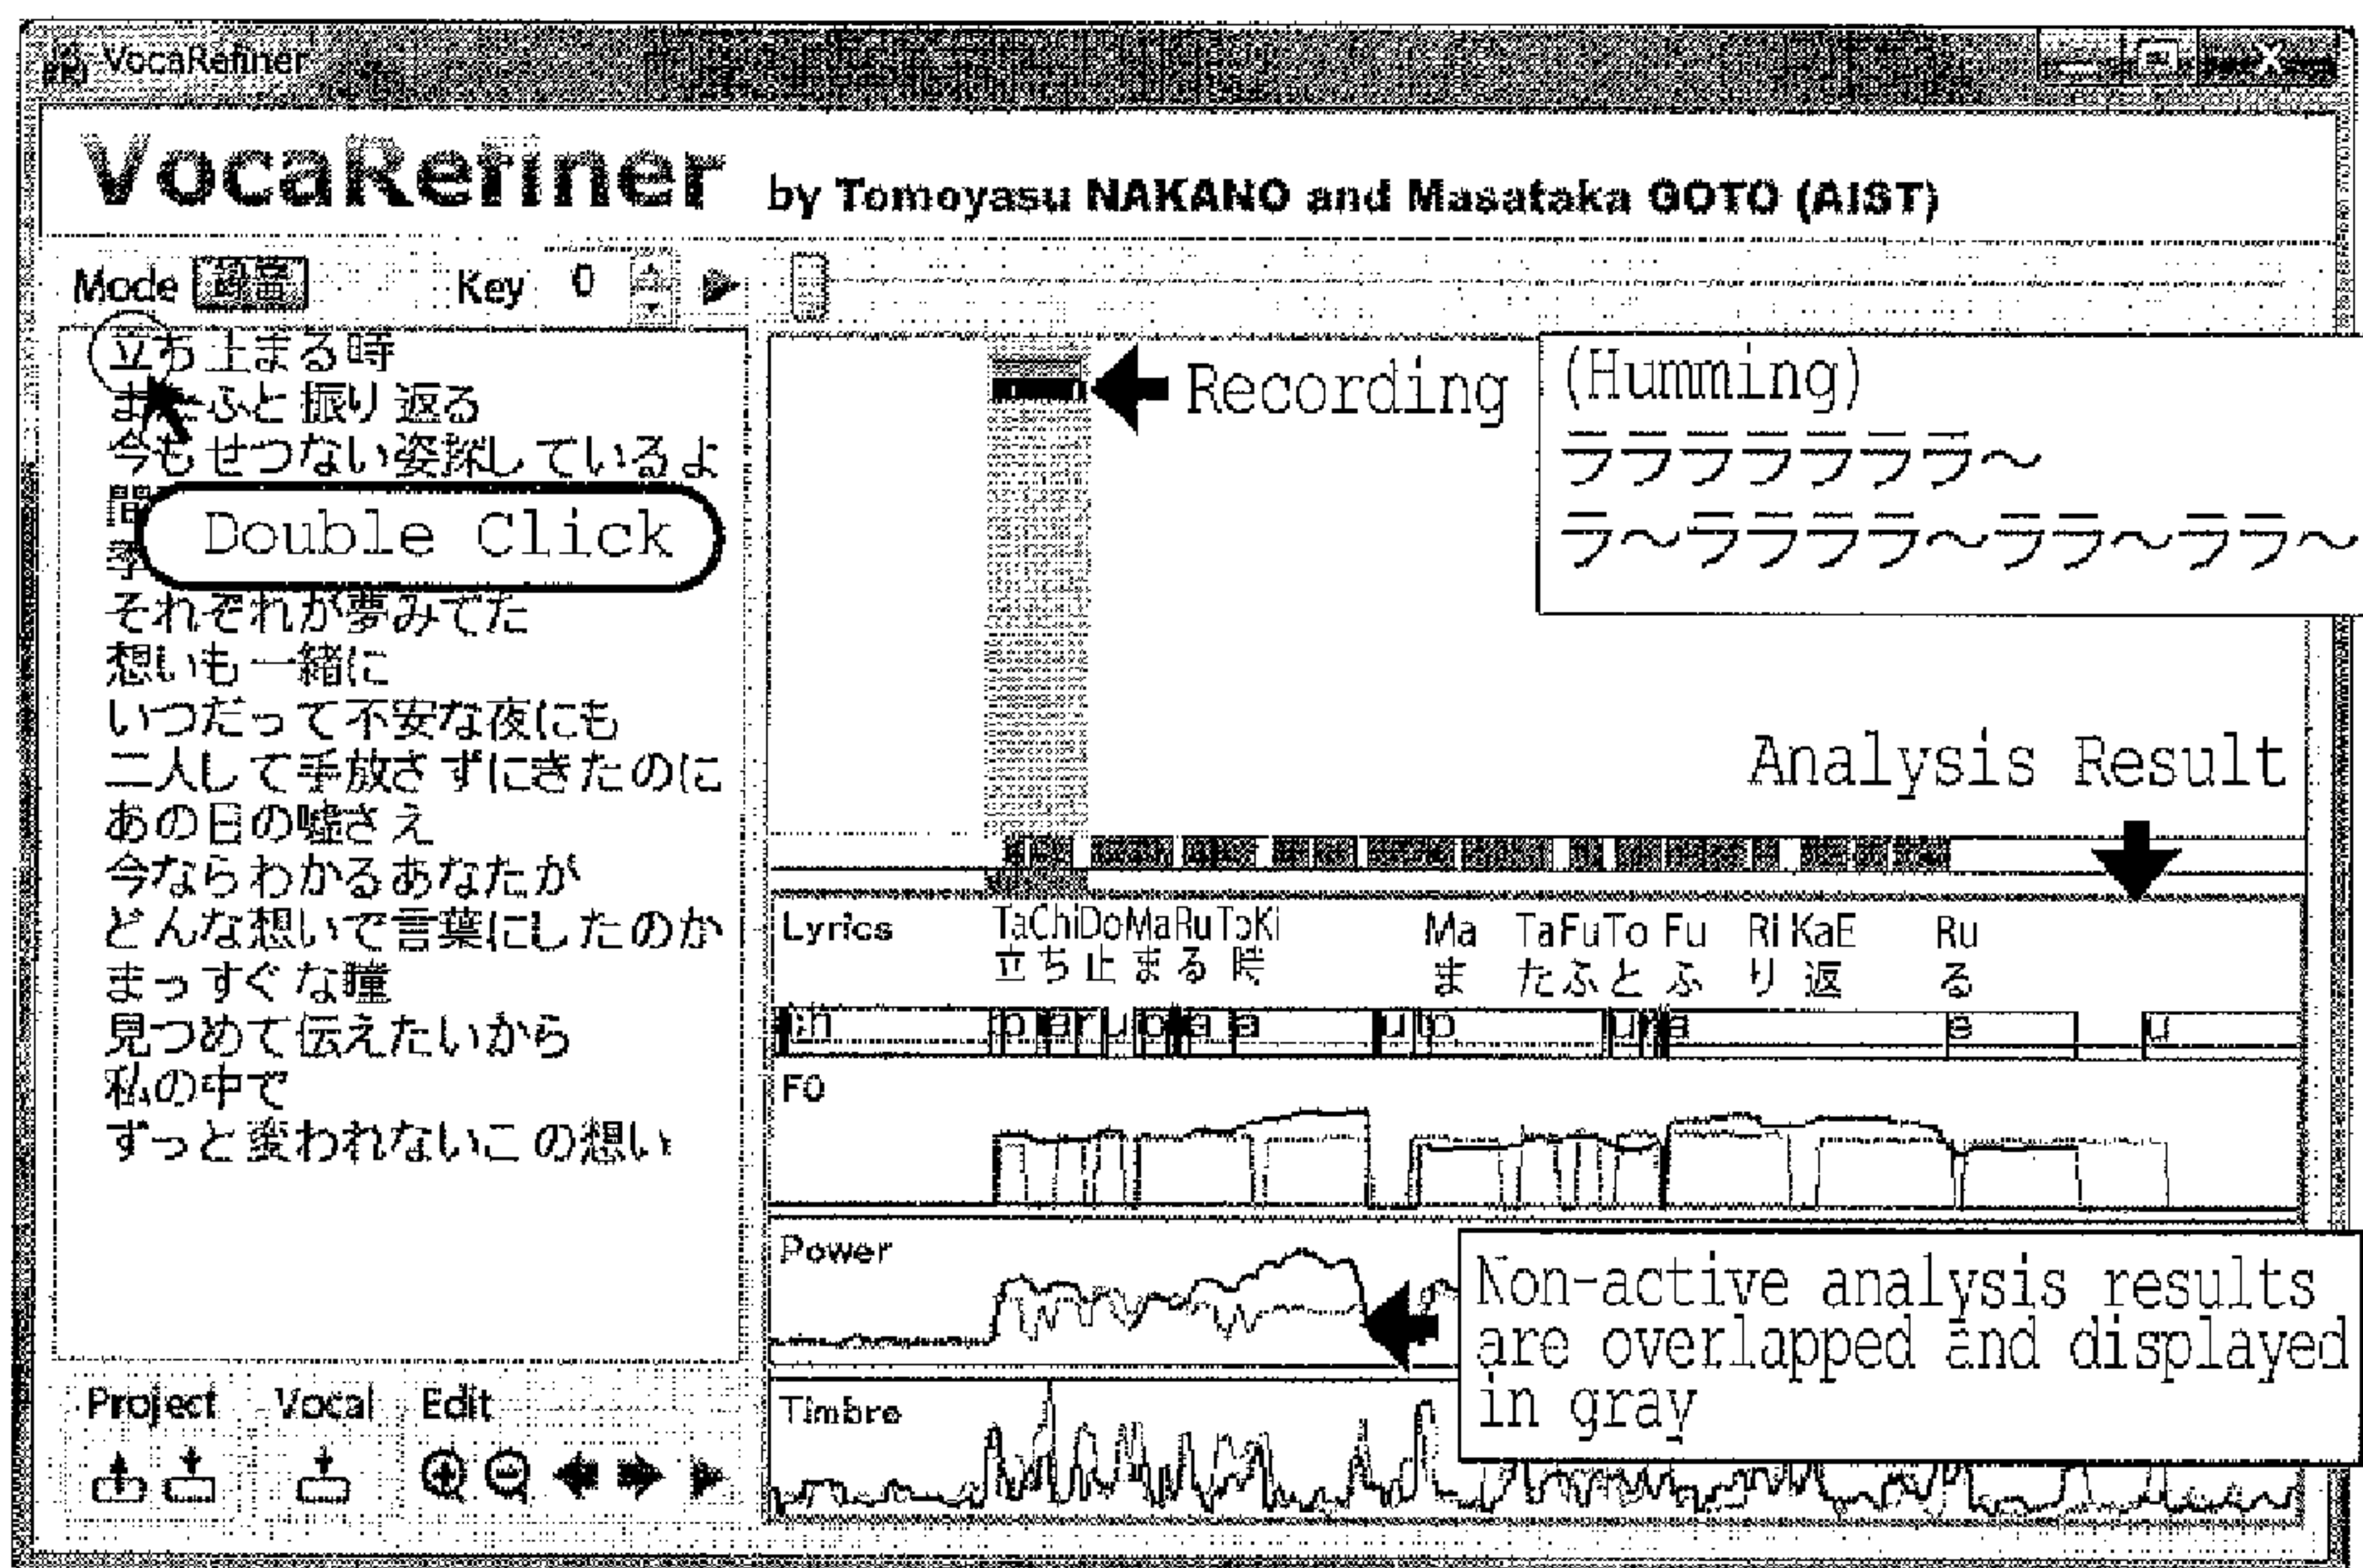 VocaRefiner
VocaRefiner by Tomoyasu NAKANO and Masataka GOTO (AIST)
Mode Key 0
立ち止まる時
またふと振り返る
今もせつない姿探しているよ
Double Click
それぞれが夢みてた
想いも一緒に
いつだって不安な夜にも
二人して手放さずにきたのに
あの日の嘘さえ
今ならわかるあなたが
どんな想いで言葉にしたのか
まっすぐな瞳
見つめて伝えたいから
私の中で
ずっと変われないこの想い
Recording
(Humming)
ラララララララ〜
ラ〜ララララ〜ララ〜ララ〜
Analysis Result
Lyrics
TaChiDoMaRuToKi Ma TaFuTo Fu Ri KaE Ru
立ち止まる時 ま たふと ふ り 返 る
F0
Power
Non-active analysis results
are overlapped and displayed
in gray
Timbre
Project Vocal Edit